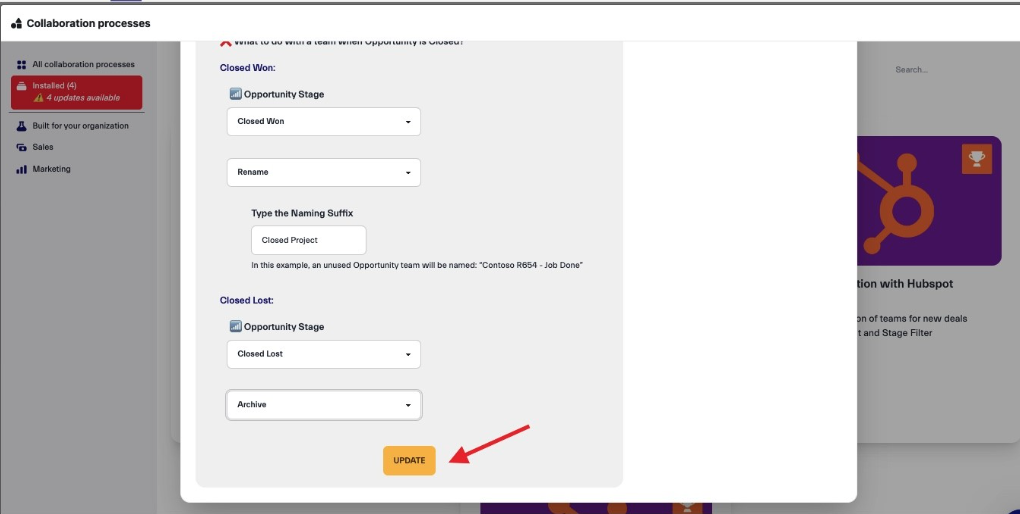 Collaboration processes
All collaboration processes
Installed (4)
4 updates available
Built for your organization
Sales
Marketing
What to do with a team when Opportunity is Closed?
Closed Won:
Opportunity Stage
Closed Won
Rename
Type the Naming Suffix
Closed Project
In this example, an unused Opportunity team will be named: "Contoso R654 - Job Done"
Closed Lost:
Opportunity Stage
Closed Lost
Archive
UPDATE
Search...
tion with Hubspot
on of teams for new deals
t and Stage Filter